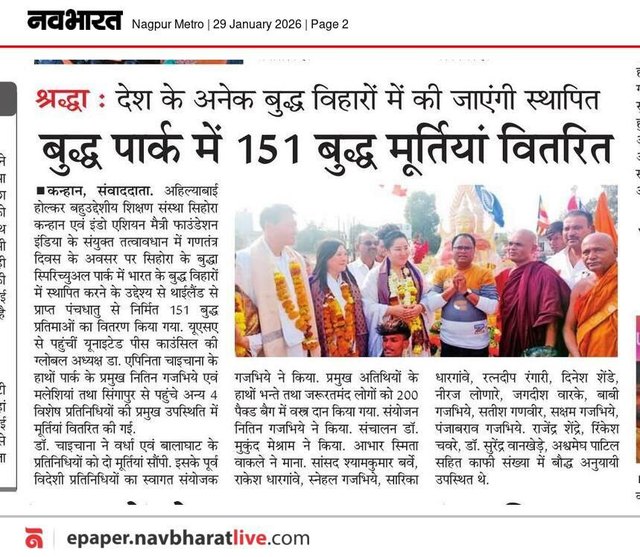 नवभारत Nagpur Metro | 29 January 2026 | Page 2
श्रद्धा : देश के अनेक बुद्ध विहारों में की जाएंगी स्थापित
बुद्ध पार्क में 151 बुद्ध मूर्तियां वितरित
■ कन्हान, संवाददाता. अहिल्याबाई
होल्कर बहुउद्देशीय शिक्षण संस्था सिहोरा
कन्हान एवं इंडो एशियन मैत्री फाउंडेशन
इंडिया के संयुक्त तत्वावधान में गणतंत्र
दिवस के अवसर पर सिहोरा के बुद्धा
स्पिरिच्युअल पार्क में भारत के बुद्ध विहारों
में स्थापित करने के उद्देश्य से थाईलैंड से
प्राप्त पंचधातु से निर्मित 151 बुद्ध
प्रतिमाओं का वितरण किया गया. यूएसए
से पहुंचीं यूनाइटेड पीस काउंसिल की
ग्लोबल अध्यक्ष डा. एपिनिता चाइचाना के
हाथों पार्क के प्रमुख नितिन गजभिये एवं
मलेशिया तथा सिंगापुर से पहुंचे अन्य 4
विशेष प्रतिनिधियों की प्रमुख उपस्थिति में
मूर्तियां वितरित की गईं.
डॉ. चाइचाना ने वर्धा एवं बालाघाट के
प्रतिनिधियों को दो मूर्तियां सौंपी. इसके पूर्व
विदेशी प्रतिनिधियों का स्वागत संयोजक
गजभिये ने किया. प्रमुख अतिथियों के
हाथों भन्ते तथा जरूरतमंद लोगों को 200
पैकड बैग में वस्त्र दान किया गया. संयोजन
नितिन गजभिये ने किया. संचालन डॉ.
मुकुंद मेश्राम ने किया. आभार स्मिता
वाकले ने माना. सांसद श्यामकुमार बर्वे,
राकेश धारगांवे, स्नेहल गजभिये, सारिका
धारगांवे, रत्नदीप रंगारी, दिनेश शेंडे,
नीरज लोणारे, जगदीश वारके, बाबी
गजभिये, सतीश गणवीर, सक्षम गजभिये,
पंजाबराव गजभिये. राजेंद्र शेंद्रे, रिंकेश
चवरे, डॉ. सुरेंद्र वानखेड़े, अश्वमेघ पाटिल
सहित काफी संख्या में बौद्ध अनुयायी
उपस्थित थे.
epaper.navbharatlive.com